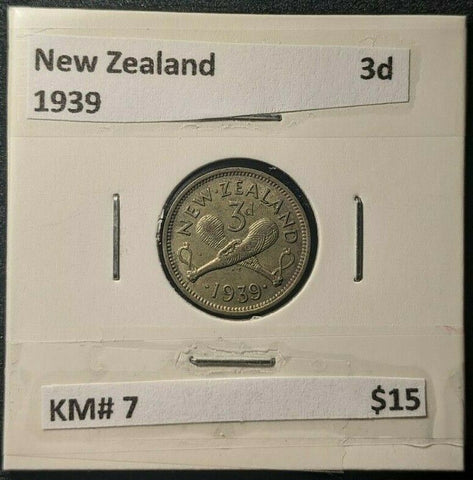 New Zealand 3d
1939
NEW·ZEALAND
3d
·1939·
KM# 7 $15